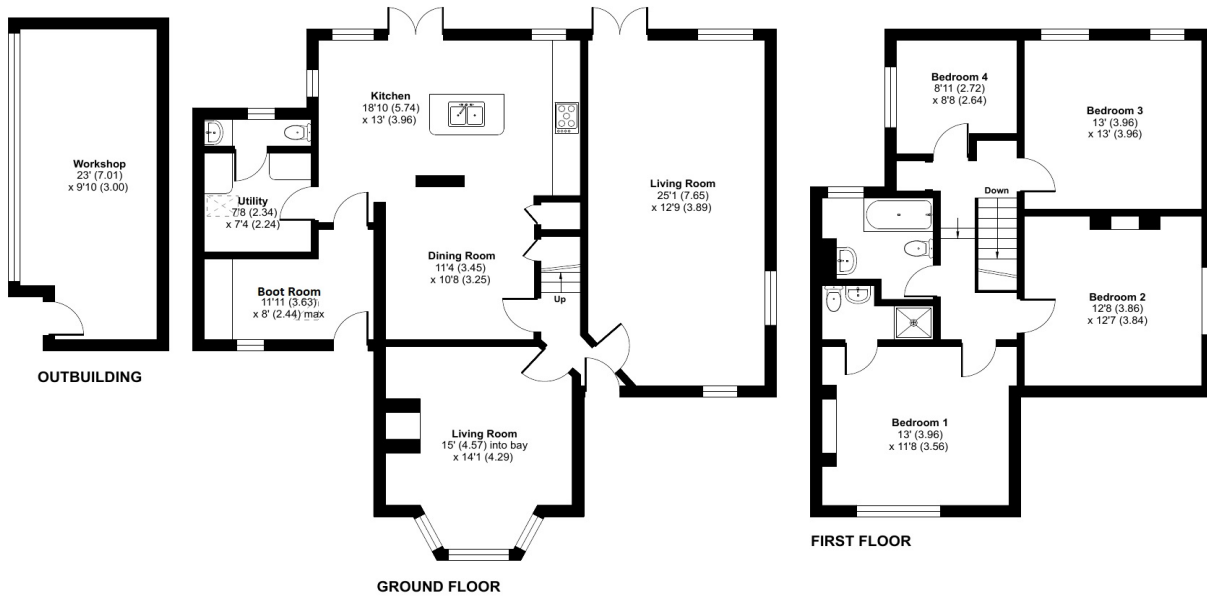 Workshop
23' (7.01)
x 9'10 (3.00)
OUTBUILDING
Kitchen
18'10 (5.74)
x 13' (3.96)
Utility
7'8 (2.34)
x 7'4 (2.24)
Boot Room
11'11 (3.63)
x 8' (2.44) max
Dining Room
11'4 (3.45)
x 10'8 (3.25)
Up
Living Room
25'1 (7.65)
x 12'9 (3.89)
Living Room
15' (4.57) into bay
x 14'1 (4.29)
GROUND FLOOR
Bedroom 4
8'11 (2.72)
x 8'8 (2.64)
Bedroom 3
13' (3.96)
x 13' (3.96)
Down
Bedroom 2
12'8 (3.86)
x 12'7 (3.84)
Bedroom 1
13' (3.96)
x 11'8 (3.56)
FIRST FLOOR